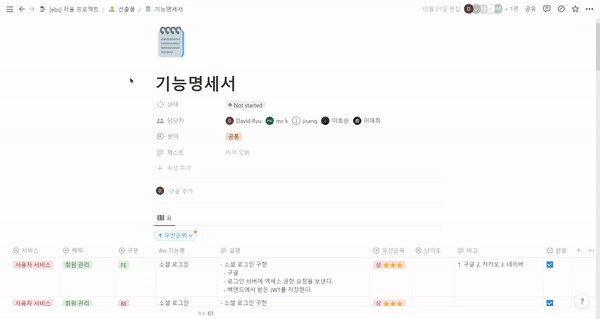 [ebs] 자율 프로젝트 / 산출물 / 기능명세서
10월 21일 편집 +1명 공유
기능명세서
상태 Not started
담당자 David Ryu mc k jisang 이호승 이대희
분야 공통
텍스트 비어 있음
속성 추가
댓글 추가
표
우선순위
서비스 제목 구분 Aa 기능명 설명 우선순위 난이도 비고 완료
사용자 서비스 회원 관리 FE 소셜 로그인 - 소셜 로그인 구현 상 ⭐⭐⭐ 1. 구글 2. 카카오 3. 네이버
- 구글
- 로그인 서버에 액세스 권한 요청을 보낸다.
- 백엔드에서 받은 JWT를 저장한다.
사용자 서비스 회원 관리 BE 소셜 로그인 - 소셜 로그인 구현 상 ⭐⭐⭐
개수 61
?